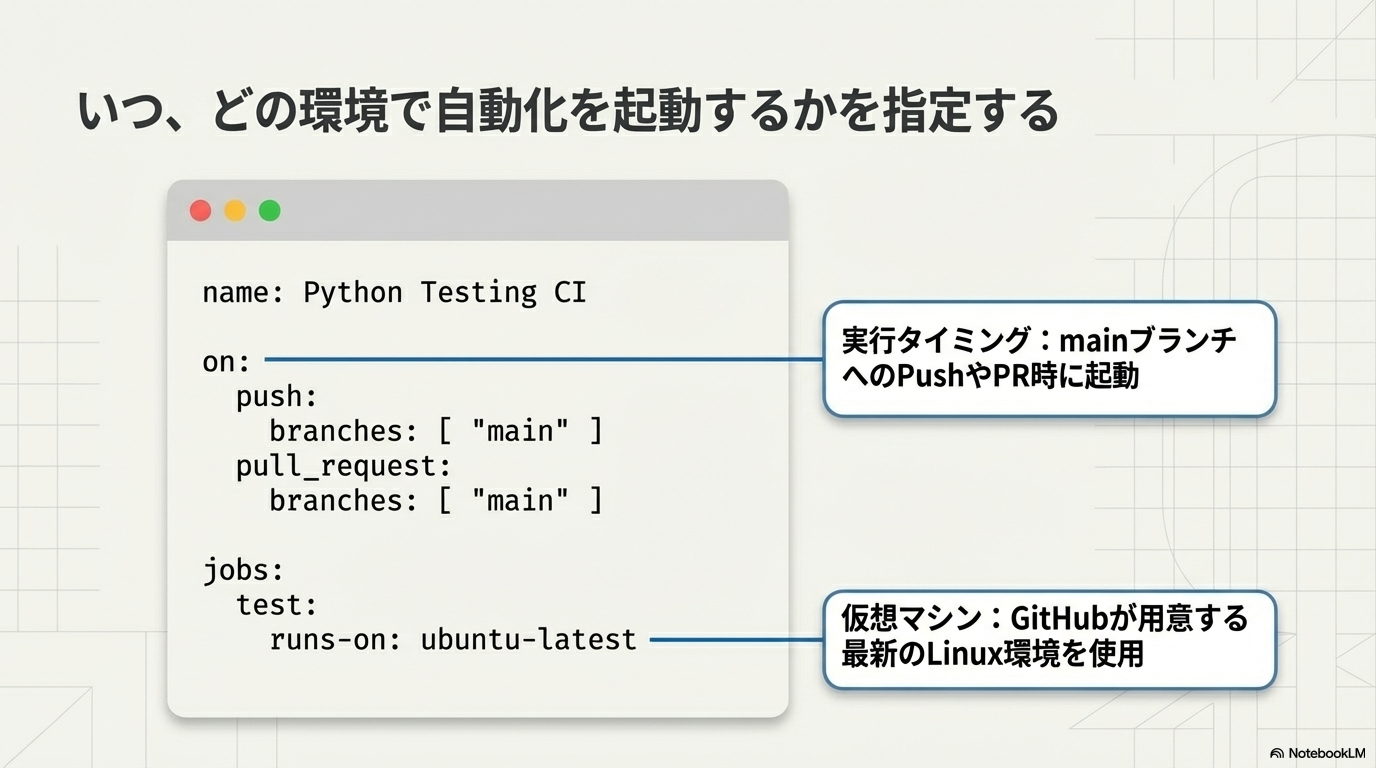 いつ、どの環境で自動化を起動するかを指定する
name: Python Testing CI
on:
  push:
    branches: [ "main" ]
  pull_request:
    branches: [ "main" ]
jobs:
  test:
    runs-on: ubuntu-latest
実行タイミング：mainブランチ
へのPushやPR時に起動
仮想マシン：GitHubが用意する
最新のLinux環境を使用
NotebookLM